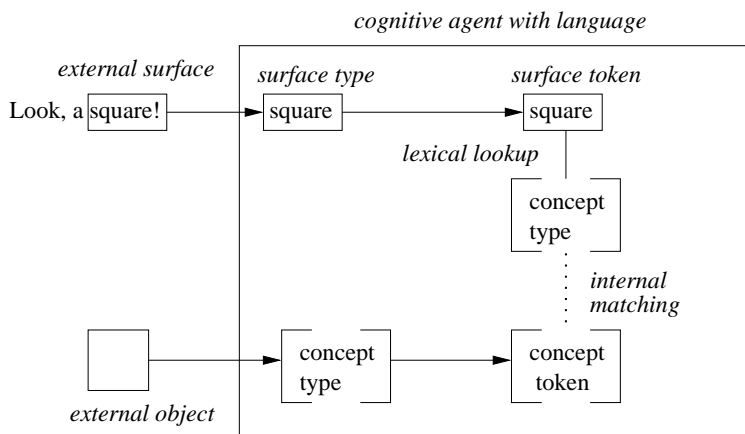 cognitive agent with language
external surface
surface type
surface token
Look, a square!
square
square
lexical lookup
concept
type
internal
matching
concept
type
concept
token
external object